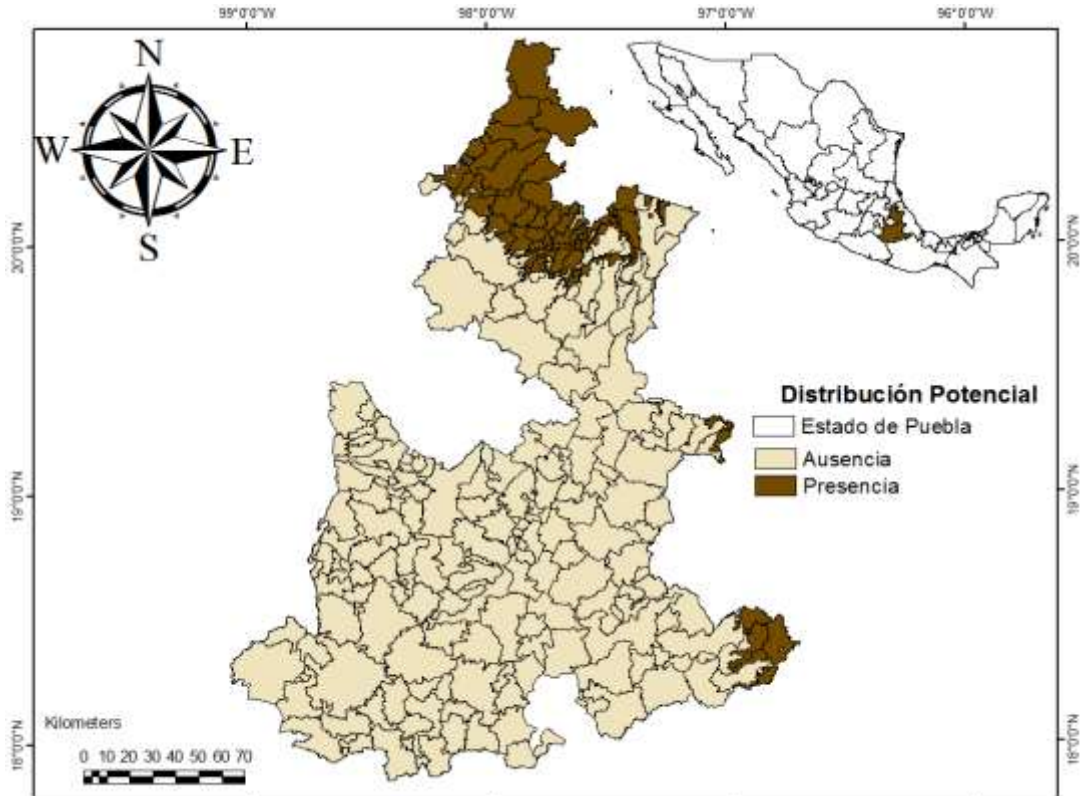 99°0'0"W 98°0'0"W 97°0'0"W 96°0'0"W
N
W E
S
20°0'0"N 20°0'0"N
Distribución Potencial
Estado de Puebla
Ausencia
Presencia
19°0'0"N 19°0'0"N
Kilometers
0 10 20 30 40 50 60 70
18°0'0"N 18°0'0"N